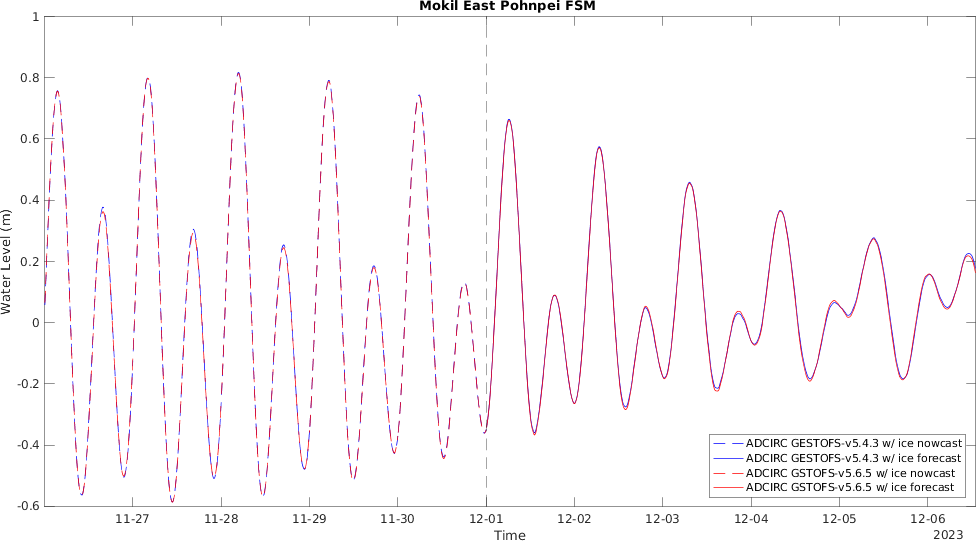 Mokil East Pohnpei FSM
1
0.8
0.6
0.4
0.2
0
-0.2
-0.4
-0.6
Water Level (m)
ADCIRC GESTOFS-v5.4.3 w/ ice nowcast
ADCIRC GESTOFS-v5.4.3 w/ ice forecast
ADCIRC GSTOFS-v5.6.5 w/ ice nowcast
ADCIRC GSTOFS-v5.6.5 w/ ice forecast
11-27 11-28 11-29 11-30 12-01 12-02 12-03 12-04 12-05 12-06
Time
2023